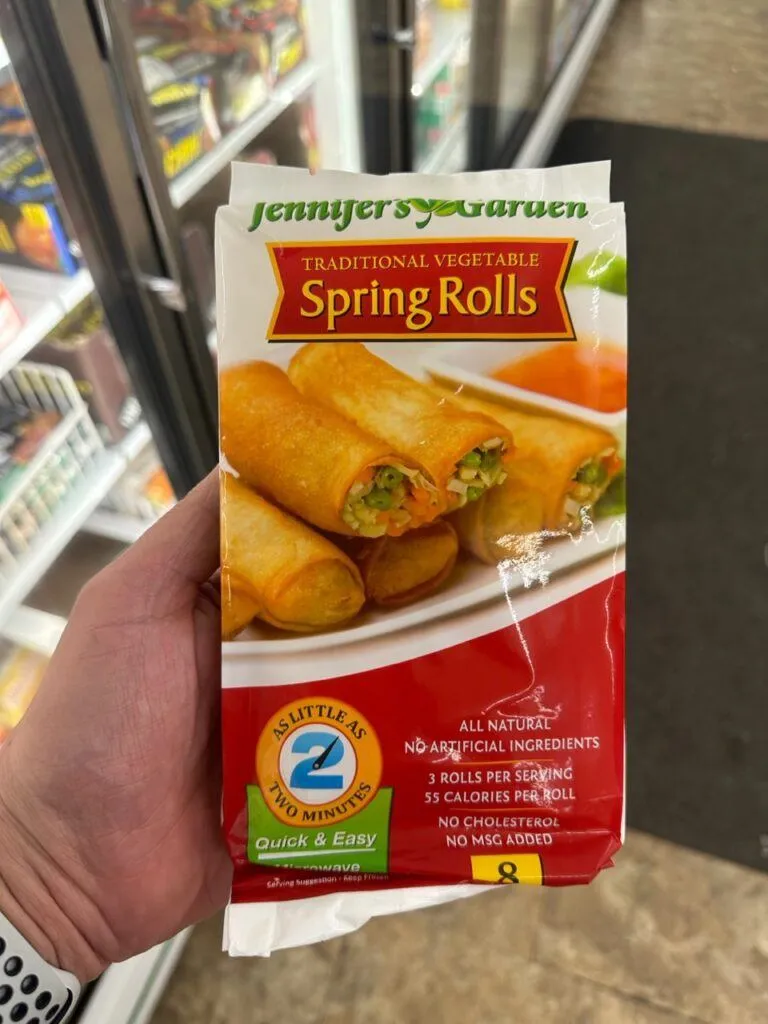 Jennifer's Garden
TRADITIONAL VEGETABLE
Spring Rolls
AS LITTLE AS
2
TWO MINUTES
Quick & Easy
Microwave
Serving Suggestion - Keep Frozen
ALL NATURAL
NO ARTIFICIAL INGREDIENTS
3 ROLLS PER SERVING
55 CALORIES PER ROLL
NO CHOLESTEROL
NO MSG ADDED
8